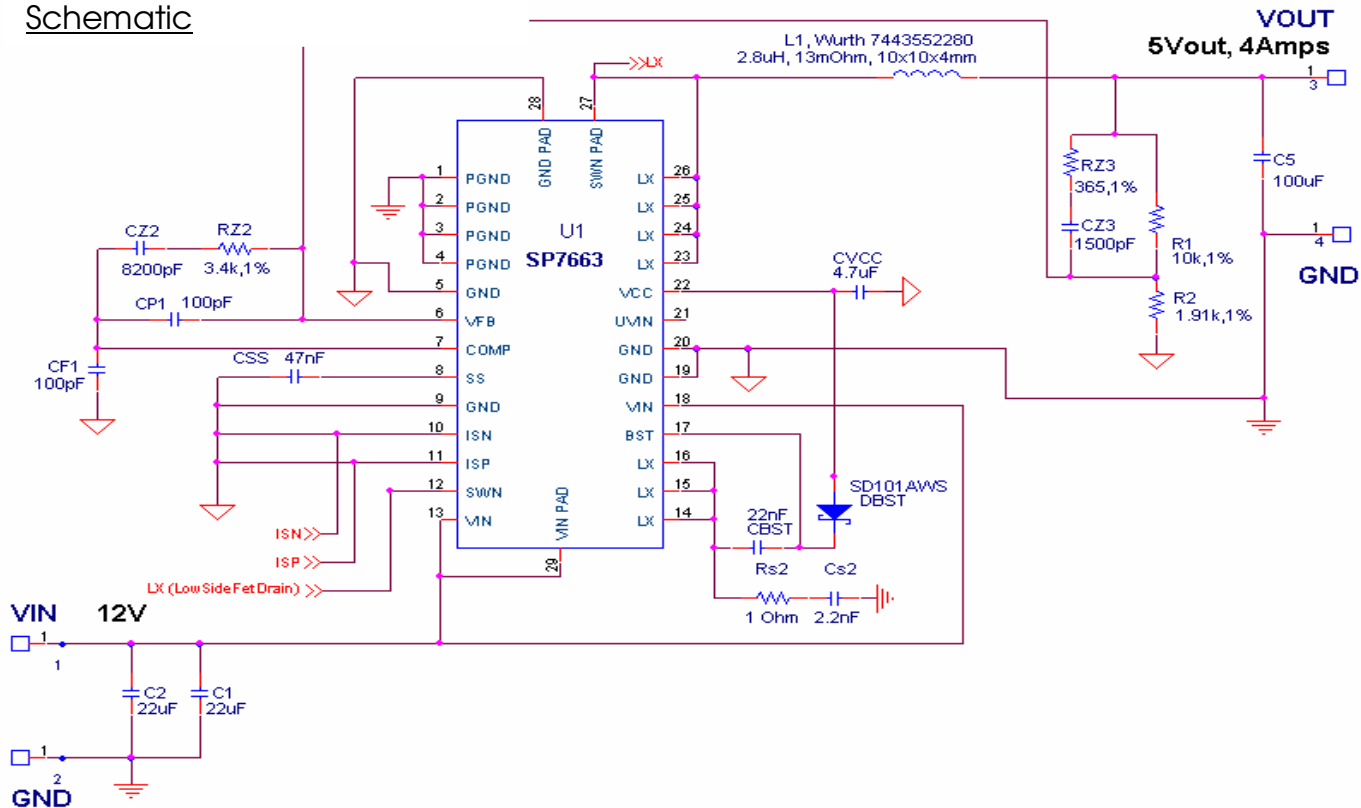 Schematic
VOUT
5Vout, 4Amps
L1, Wurth 7443552280
2.8uH, 13mOhm, 10x10x4mm
LX
1
3
28
27
GND PAD
SWN PAD
1 PGND
2 PGND
3 PGND
4 PGND
5 GND
6 VFB
7 COMP
8 SS
9 GND
10 ISN
11 ISP
12 SWN
13 VIN
U1
SP7663
VIN PAD
29
LX 26
LX 25
LX 24
LX 23
VCC 22
UVIN 21
GND 20
GND 19
VIN 18
BST 17
LX 16
LX 15
LX 14
CZ2
8200pF
RZ2
3.4k,1%
CP1 100pF
CF1
100pF
CSS 47nF
ISN
ISP
LX (Low Side Fet Drain)
CVCC
4.7uF
RZ3
365,1%
CZ3
1500pF
R1
10k,1%
R2
1.91k,1%
C5
100uF
1
4
GND
SD101AWS
DBST
22nF
CBST
Rs2
1 Ohm
Cs2
2.2nF
VIN 12V
1
1
C2
22uF
C1
22uF
1
2
GND